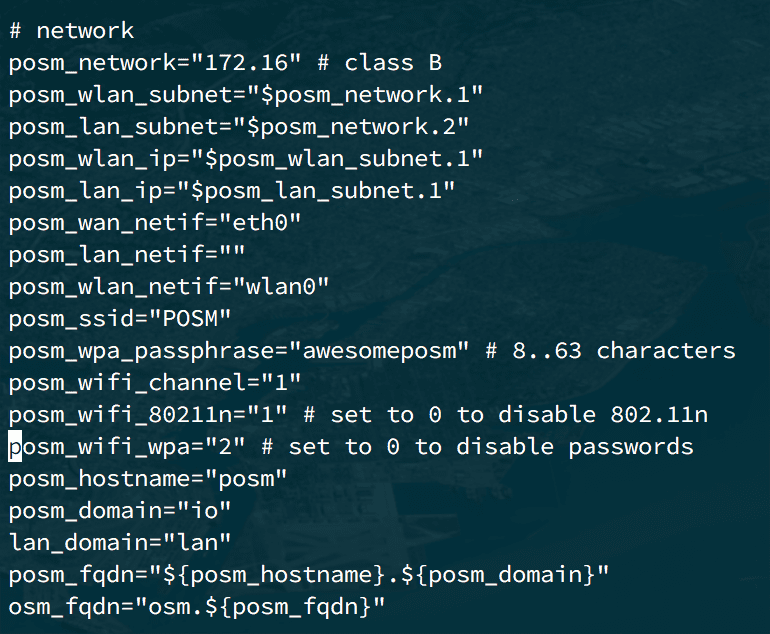 # network
posm_network="172.16" # class B
posm_wlan_subnet="$posm_network.1"
posm_lan_subnet="$posm_network.2"
posm_wlan_ip="$posm_wlan_subnet.1"
posm_lan_ip="$posm_lan_subnet.1"
posm_wan_netif="eth0"
posm_lan_netif=""
posm_wlan_netif="wlan0"
posm_ssid="POSM"
posm_wpa_passphrase="awesomeposm" # 8..63 characters
posm_wifi_channel="1"
posm_wifi_80211n="1" # set to 0 to disable 802.11n
posm_wifi_wpa="2" # set to 0 to disable passwords
posm_hostname="posm"
posm_domain="io"
lan_domain="lan"
posm_fqdn="${posm_hostname}.${posm_domain}"
osm_fqdn="osm.${posm_fqdn}"